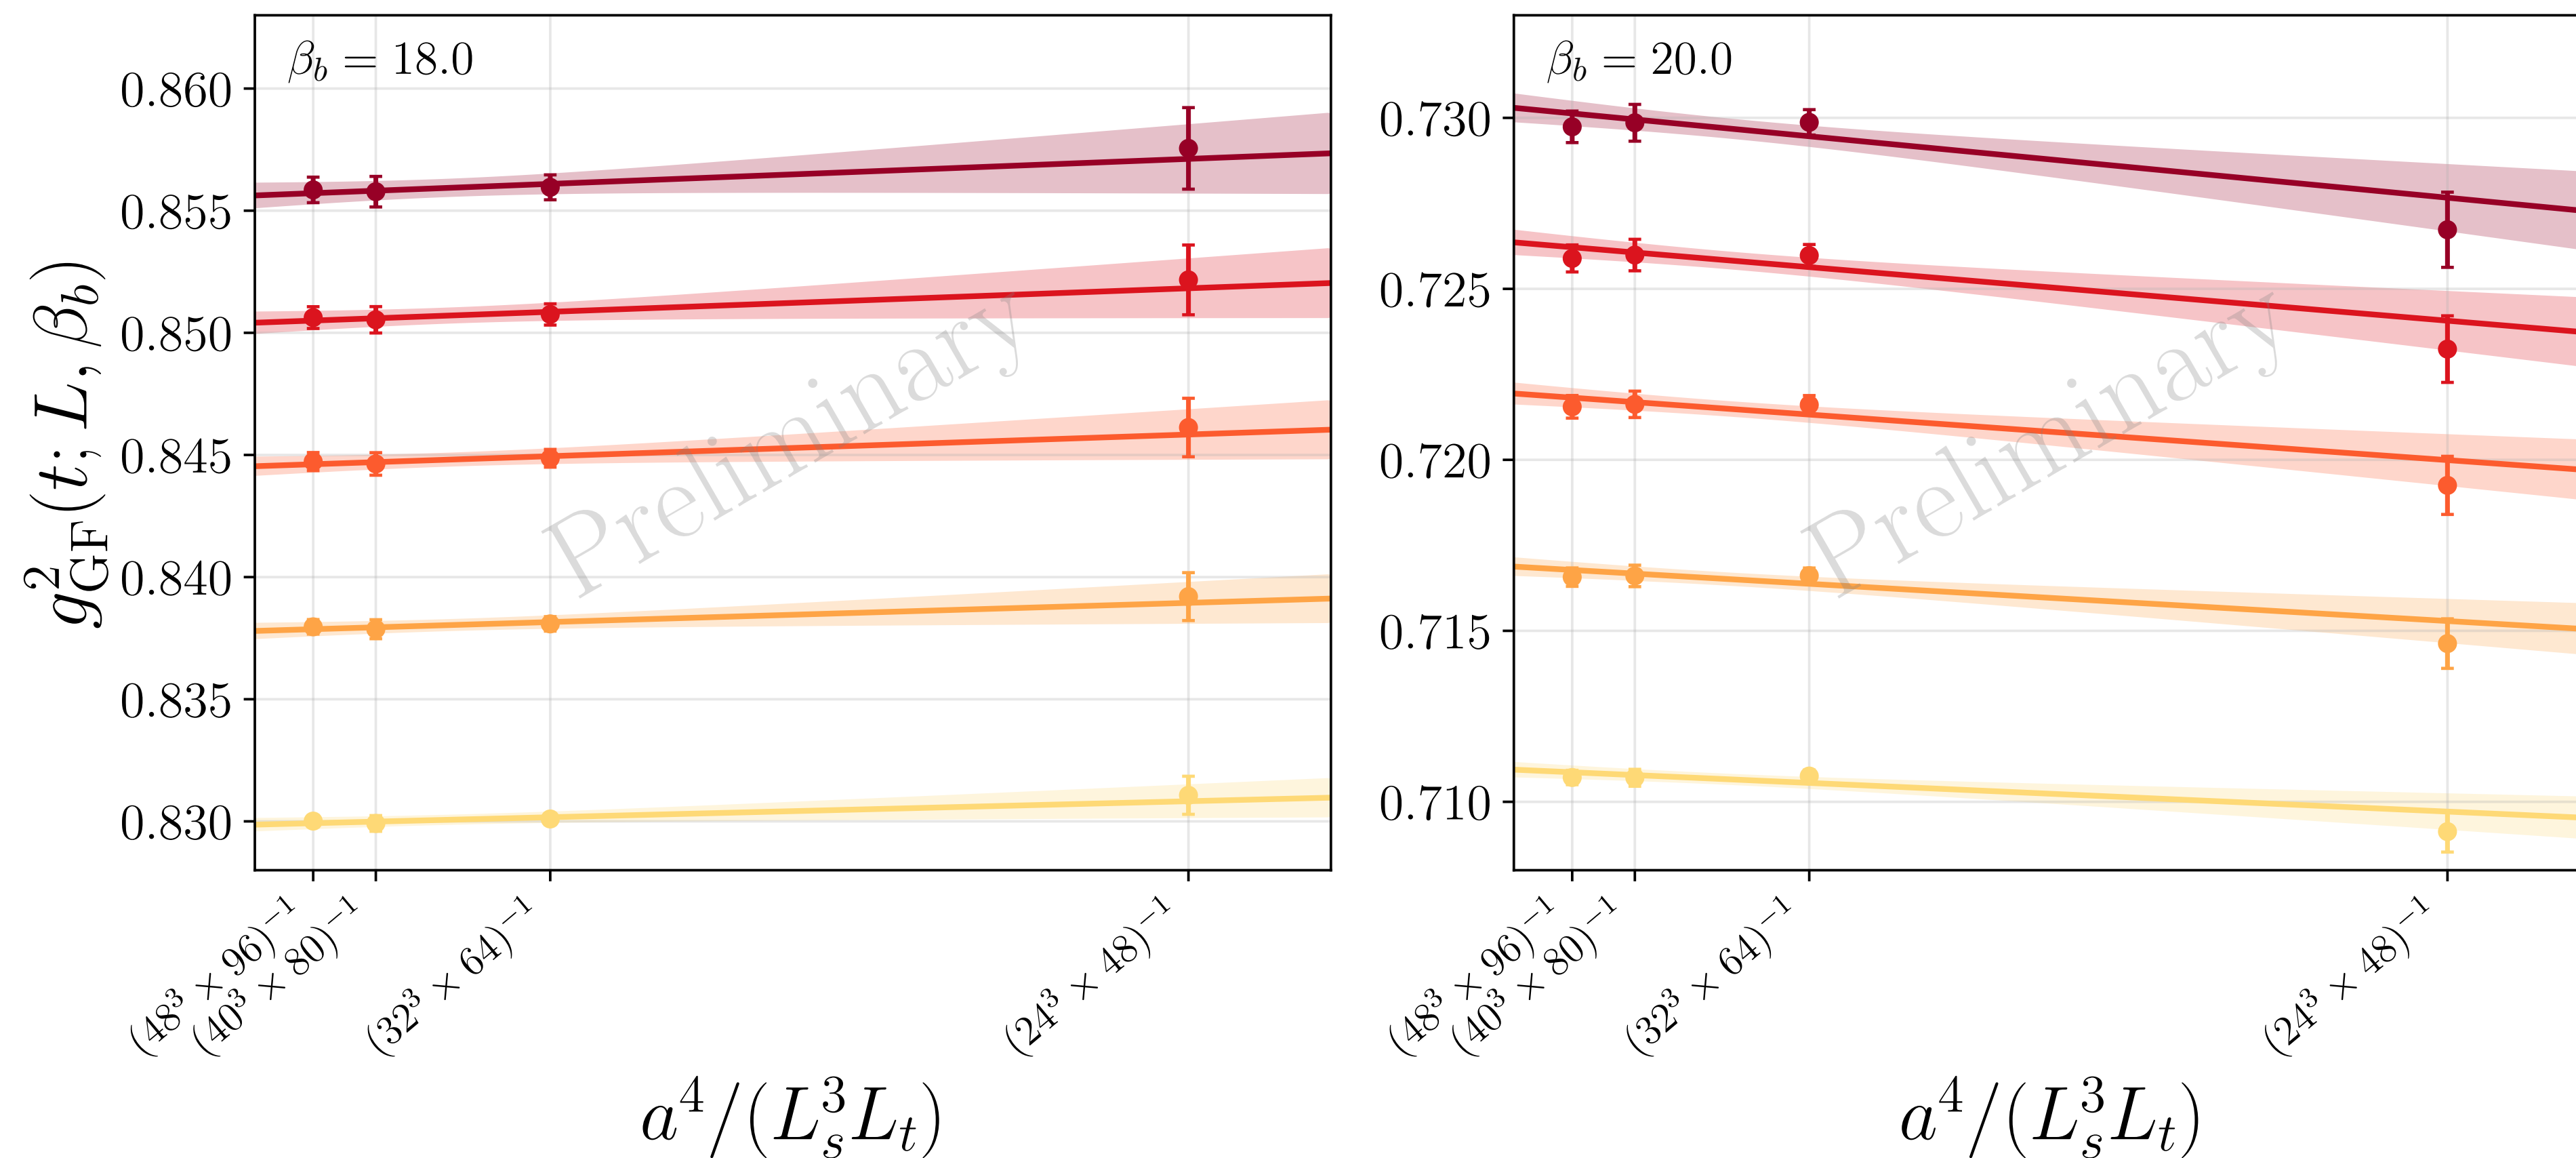 β_b = 18.0
g²_GF(t; L, β_b)
0.860
0.855
0.850
0.845
0.840
0.835
0.830
Preliminary
(48³ × 96)⁻¹
(40³ × 80)⁻¹
(32³ × 64)⁻¹
(24³ × 48)⁻¹
a⁴/(L_s³L_t)
β_b = 20.0
0.730
0.725
0.720
0.715
0.710
Preliminary
(48³ × 96)⁻¹
(40³ × 80)⁻¹
(32³ × 64)⁻¹
(24³ × 48)⁻¹
a⁴/(L_s³L_t)